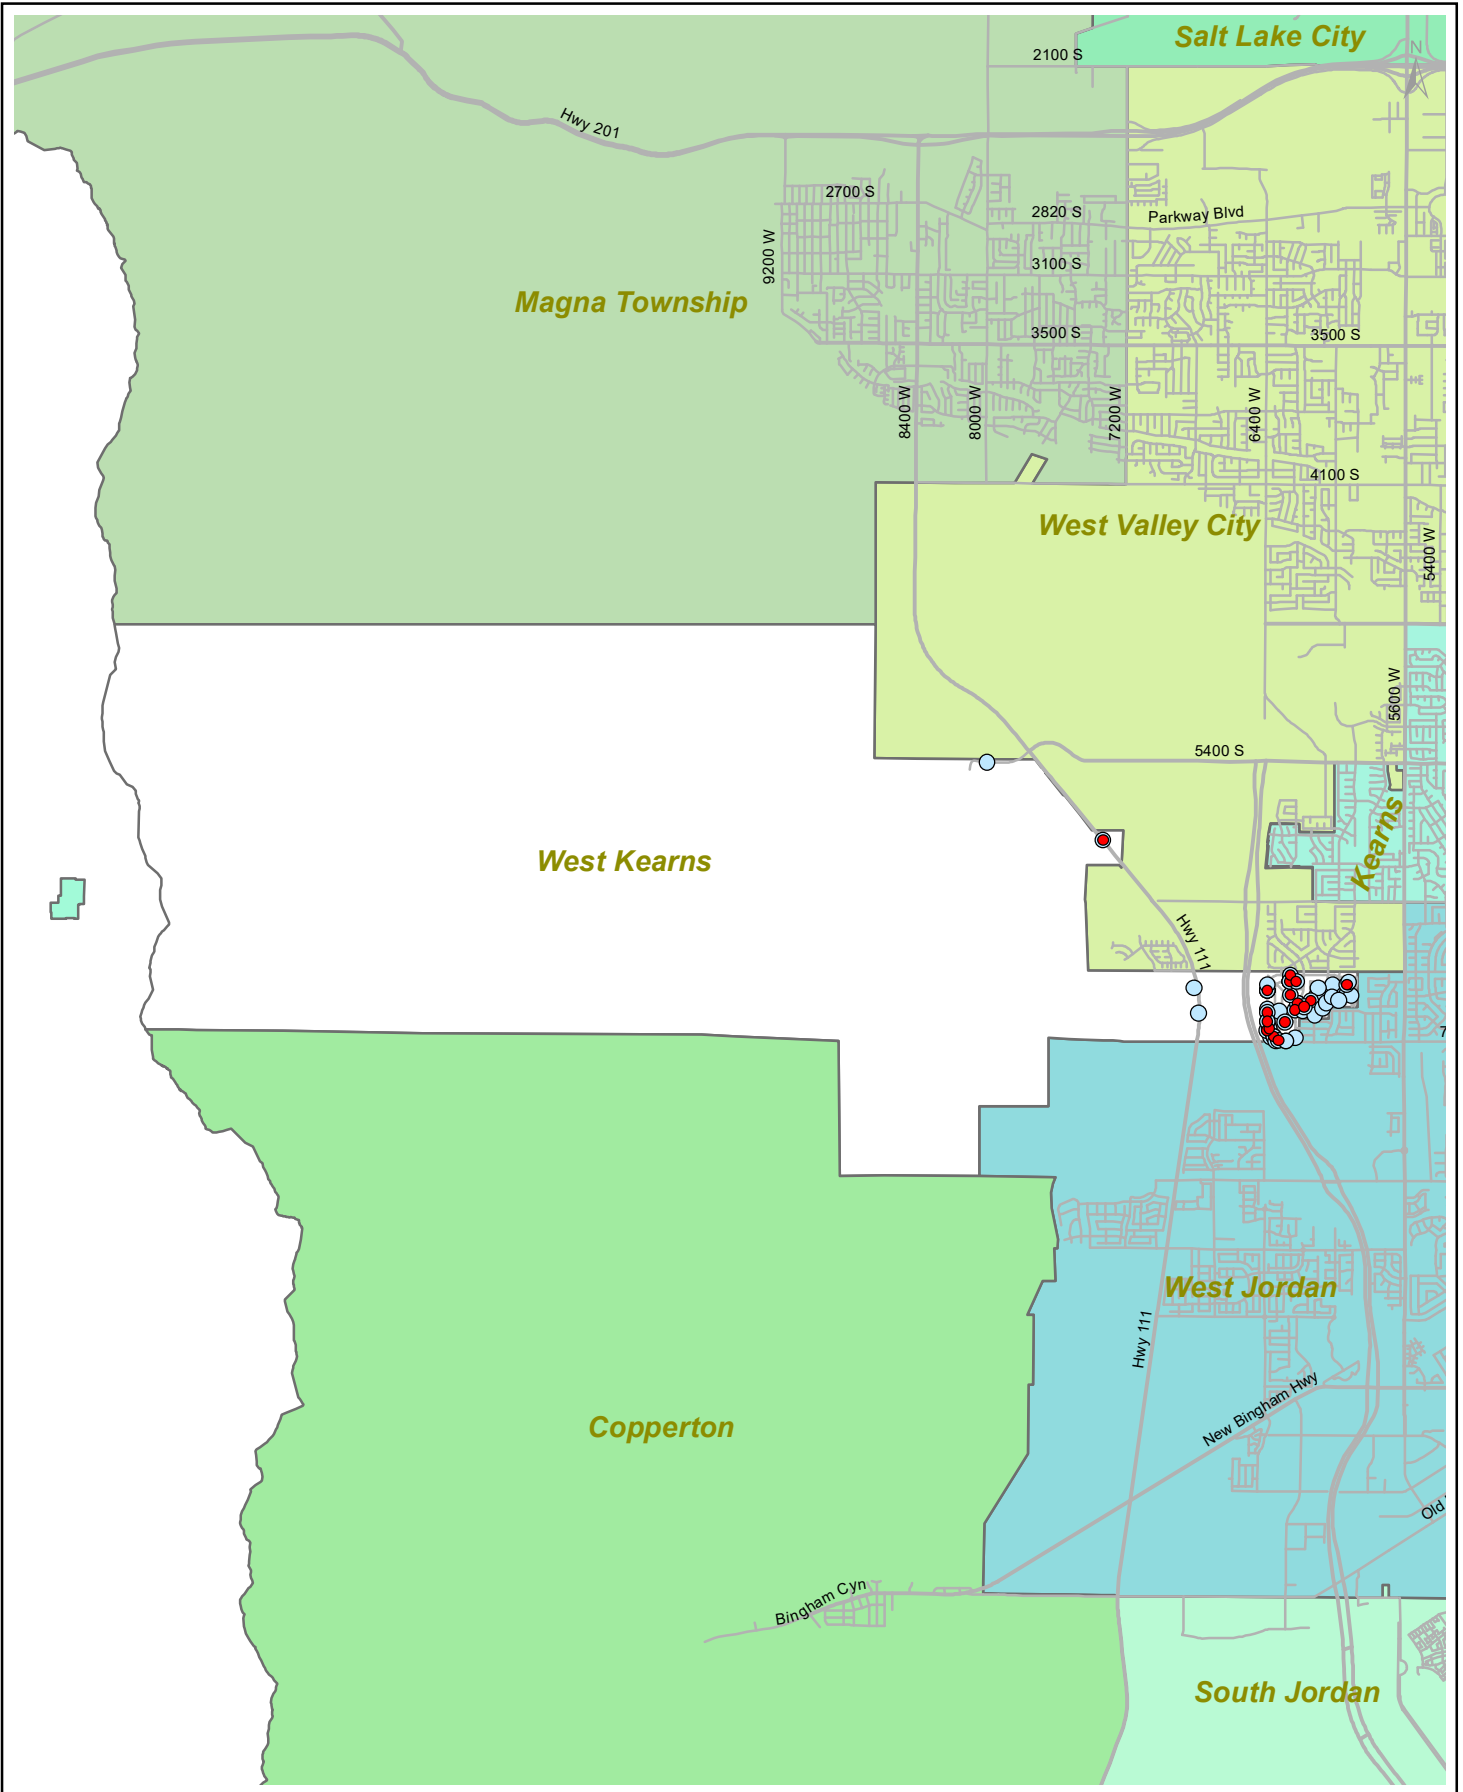 Salt Lake City
N
2100 S
Hwy 201
2700 S
2820 S
Parkway Blvd
9200 W
3100 S
Magna Township
3500 S
3500 S
8400 W
8000 W
7200 W
6400 W
4100 S
West Valley City
5400 W
5600 W
5400 S
Kearns
West Kearns
Hwy 111
7
West Jordan
Hwy 111
New Bingham Hwy
Copperton
Old
Bingham Cyn
South Jordan